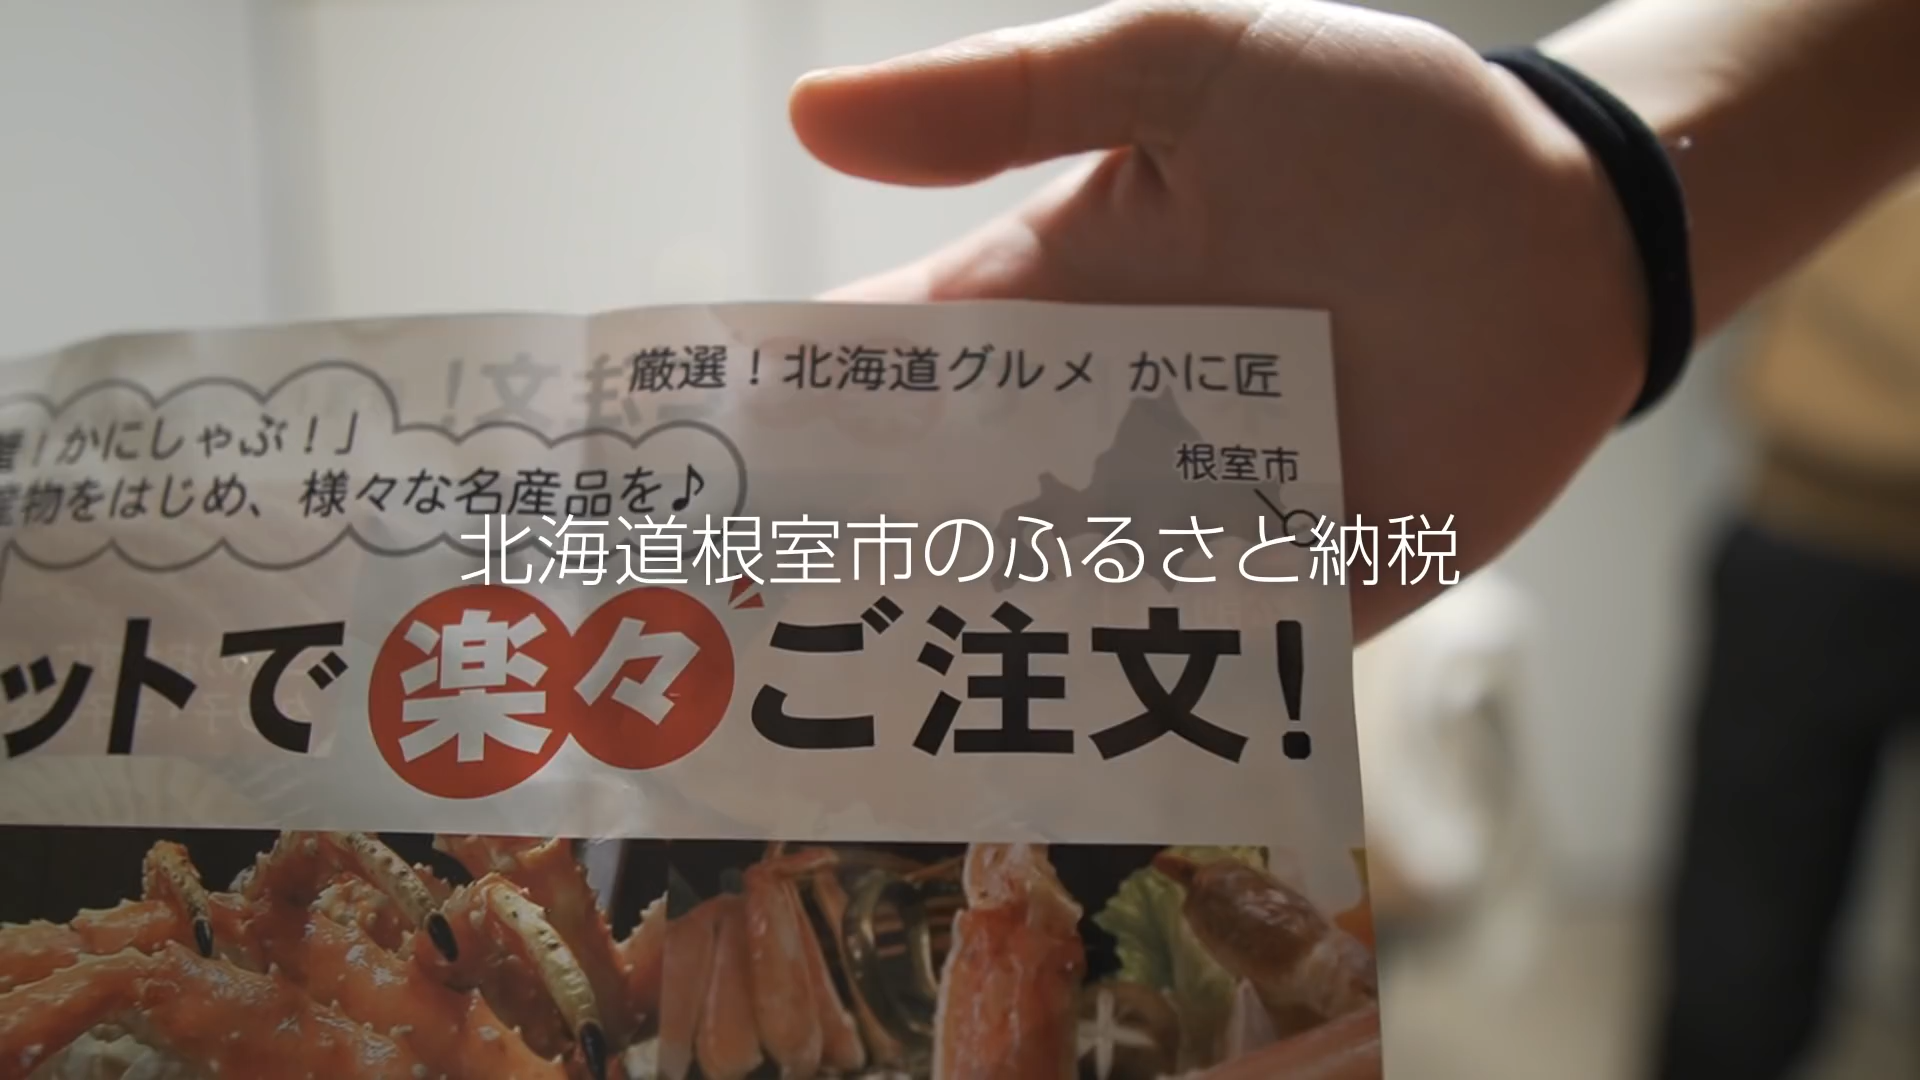 厳選！北海道グルメ かに匠
！かにしゃぶ！」
産物をはじめ、様々な名産品を♪
根室市
北海道根室市のふるさと納税
ットで楽々ご注文！